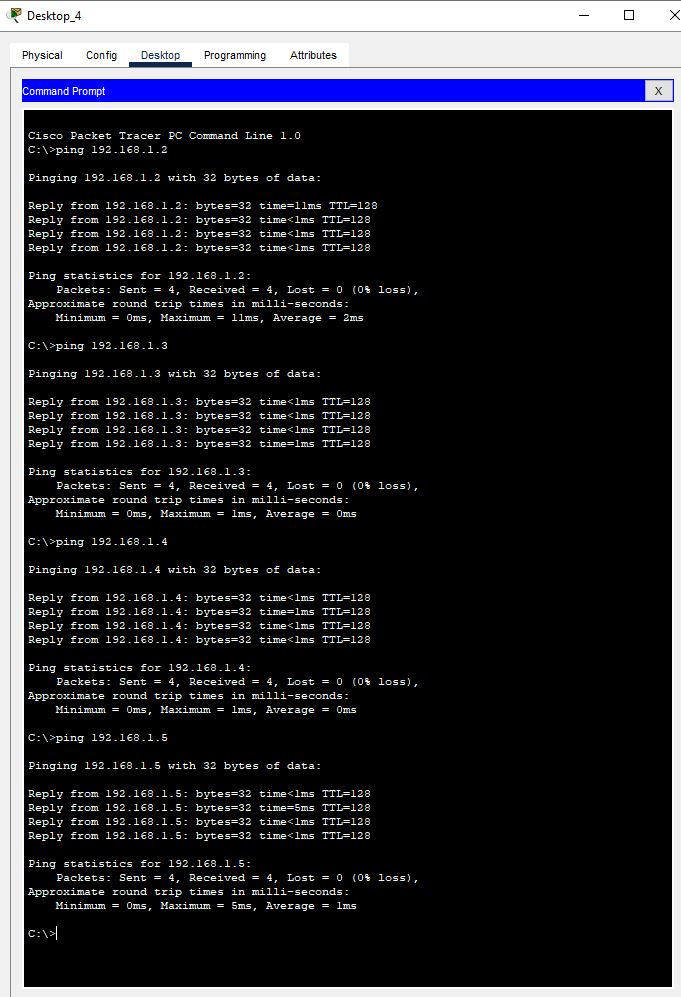 Desktop_4
Physical Config Desktop Programming Attributes
Command Prompt X
Cisco Packet Tracer PC Command Line 1.0
C:\>ping 192.168.1.2
Pinging 192.168.1.2 with 32 bytes of data:
Reply from 192.168.1.2: bytes=32 time=11ms TTL=128
Reply from 192.168.1.2: bytes=32 time<1ms TTL=128
Reply from 192.168.1.2: bytes=32 time<1ms TTL=128
Reply from 192.168.1.2: bytes=32 time<1ms TTL=128
Ping statistics for 192.168.1.2:
Packets: Sent = 4, Received = 4, Lost = 0 (0% loss),
Approximate round trip times in milli-seconds:
Minimum = 0ms, Maximum = 11ms, Average = 2ms
C:\>ping 192.168.1.3
Pinging 192.168.1.3 with 32 bytes of data:
Reply from 192.168.1.3: bytes=32 time<1ms TTL=128
Reply from 192.168.1.3: bytes=32 time<1ms TTL=128
Reply from 192.168.1.3: bytes=32 time<1ms TTL=128
Reply from 192.168.1.3: bytes=32 time=1ms TTL=128
Ping statistics for 192.168.1.3:
Packets: Sent = 4, Received = 4, Lost = 0 (0% loss),
Approximate round trip times in milli-seconds:
Minimum = 0ms, Maximum = 1ms, Average = 0ms
C:\>ping 192.168.1.4
Pinging 192.168.1.4 with 32 bytes of data:
Reply from 192.168.1.4: bytes=32 time<1ms TTL=128
Reply from 192.168.1.4: bytes=32 time=1ms TTL=128
Reply from 192.168.1.4: bytes=32 time<1ms TTL=128
Reply from 192.168.1.4: bytes=32 time<1ms TTL=128
Ping statistics for 192.168.1.4:
Packets: Sent = 4, Received = 4, Lost = 0 (0% loss),
Approximate round trip times in milli-seconds:
Minimum = 0ms, Maximum = 1ms, Average = 0ms
C:\>ping 192.168.1.5
Pinging 192.168.1.5 with 32 bytes of data:
Reply from 192.168.1.5: bytes=32 time<1ms TTL=128
Reply from 192.168.1.5: bytes=32 time=5ms TTL=128
Reply from 192.168.1.5: bytes=32 time<1ms TTL=128
Reply from 192.168.1.5: bytes=32 time<1ms TTL=128
Ping statistics for 192.168.1.5:
Packets: Sent = 4, Received = 4, Lost = 0 (0% loss),
Approximate round trip times in milli-seconds:
Minimum = 0ms, Maximum = 5ms, Average = 1ms
C:\>